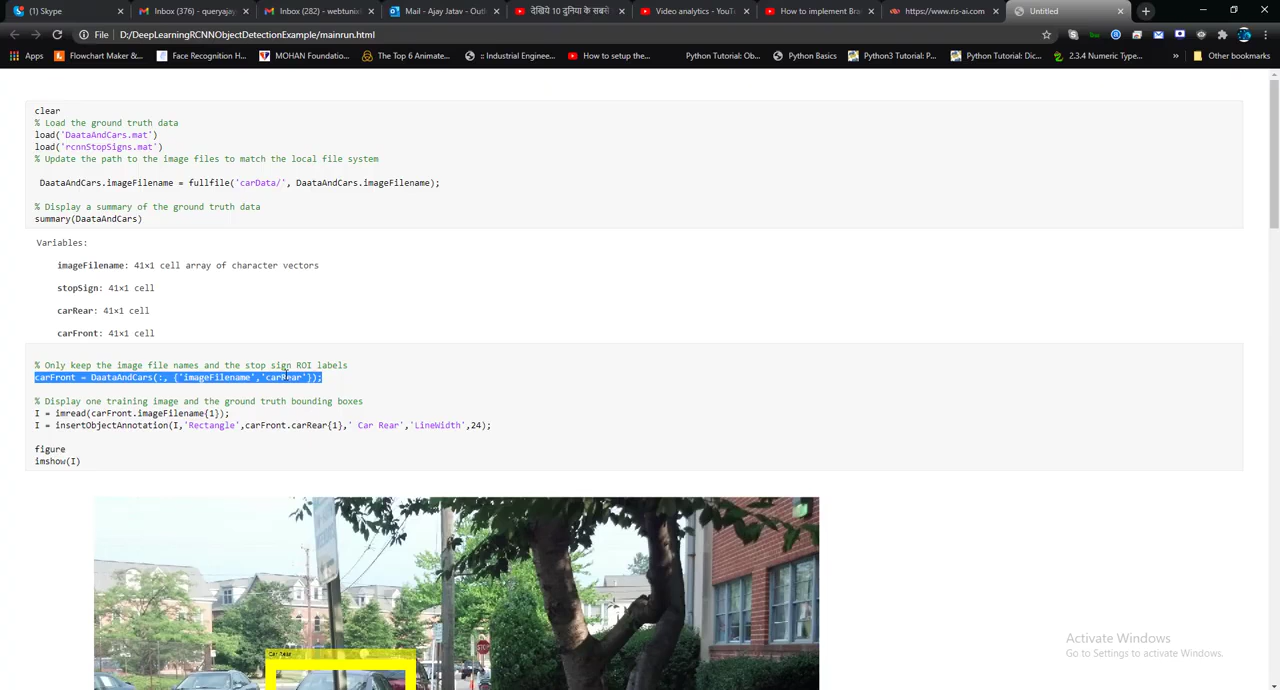 (1) Skype
Inbox (376) - queryajay
Inbox (282) - webtunix
Mail - Ajay Jatav - Outl
देखिये 10 दुनिया के सबसे
Video analytics - YouTu
How to implement Bra
https://www.ris-ai.com
Untitled
File D:/DeepLearningRCNNObjectDetectionExample/mainrun.html
Apps
Flowchart Maker &...
Face Recognition H...
MOHAN Foundatio...
The Top 6 Animate...
:: Industrial Enginee...
How to setup the...
Python Tutorial: Ob...
Python Basics
Python3 Tutorial: P...
Python Tutorial: Dic...
2.3.4 Numeric Type...
»
Other bookmarks
clear
% Load the ground truth data
load('DaataAndCars.mat')
load('rcnnStopSigns.mat')
% Update the path to the image files to match the local file system
DaataAndCars.imageFilename = fullfile('carData/', DaataAndCars.imageFilename);
% Display a summary of the ground truth data
summary(DaataAndCars)
Variables:
imageFilename: 41×1 cell array of character vectors
stopSign: 41×1 cell
carRear: 41×1 cell
carFront: 41×1 cell
% Only keep the image file names and the stop sign ROI labels
carFront = DaataAndCars(:, {'imageFilename','carRear'});
% Display one training image and the ground truth bounding boxes
I = imread(carFront.imageFilename{1});
I = insertObjectAnnotation(I,'Rectangle',carFront.carRear{1},' Car Rear','LineWidth',24);
figure
imshow(I)
STOP
Car Rear
Activate Windows
Go to Settings to activate Windows.